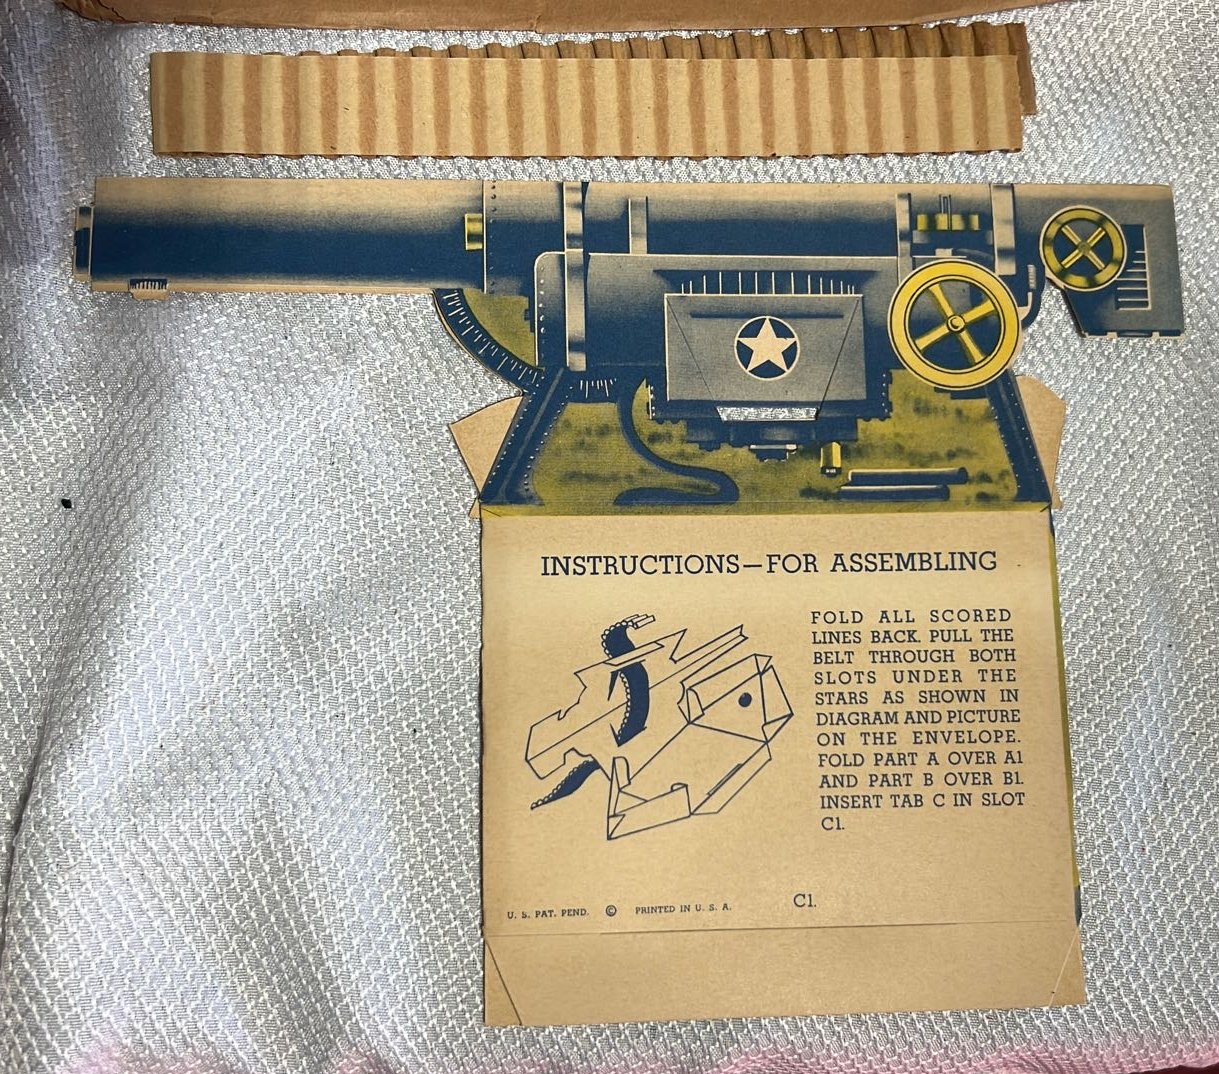 INSTRUCTIONS—FOR ASSEMBLING
FOLD ALL SCORED
LINES BACK. PULL THE
BELT THROUGH BOTH
SLOTS UNDER THE
STARS AS SHOWN IN
DIAGRAM AND PICTURE
ON THE ENVELOPE.
FOLD PART A OVER A1
AND PART B OVER B1.
INSERT TAB C IN SLOT
C1.
C1.
U. S. PAT. PEND. © PRINTED IN U. S. A.